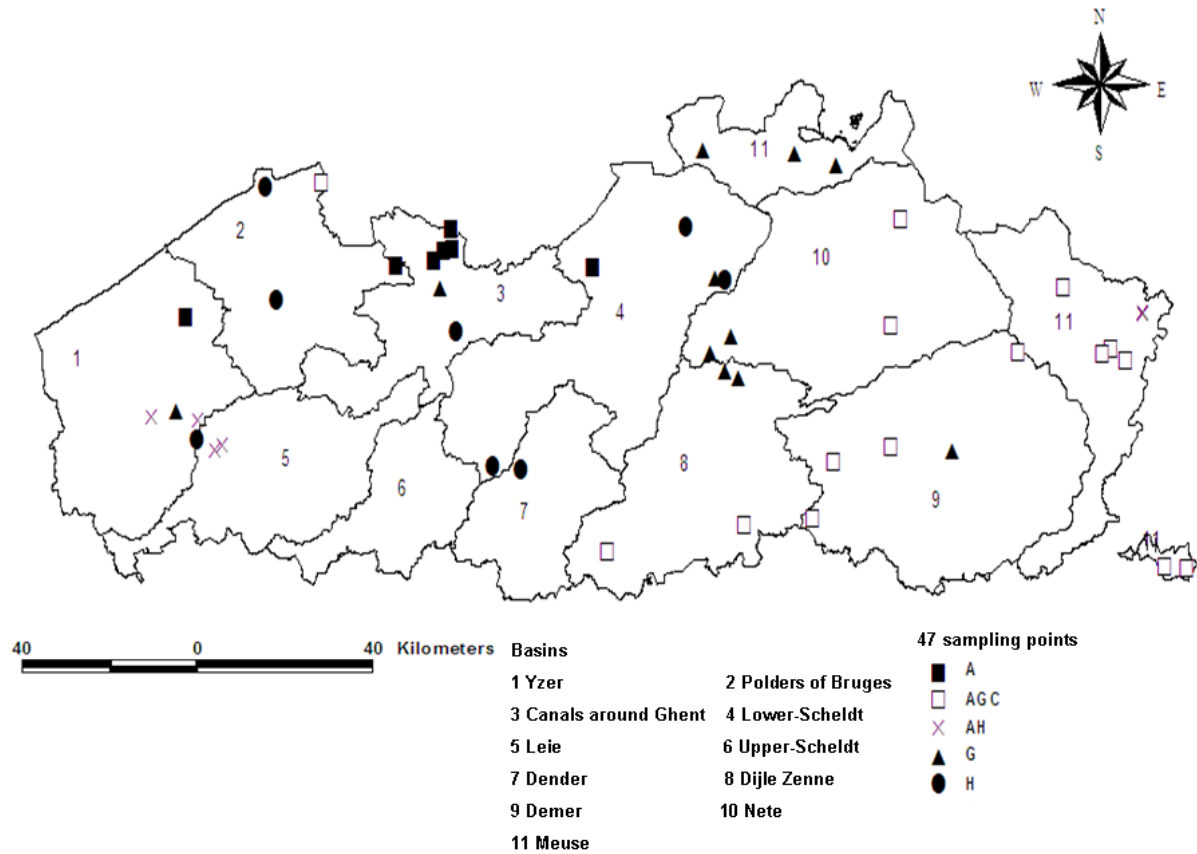 N
W E
S
11
2
10
3
4
11
1
5
8
6
9
7
11
40 0 40 Kilometers
Basins
1 Yzer 2 Polders of Bruges
3 Canals around Ghent 4 Lower-Scheldt
5 Leie 6 Upper-Scheldt
7 Dender 8 Dijle Zenne
9 Demer 10 Nete
11 Meuse
47 sampling points
A
AGC
AH
G
H